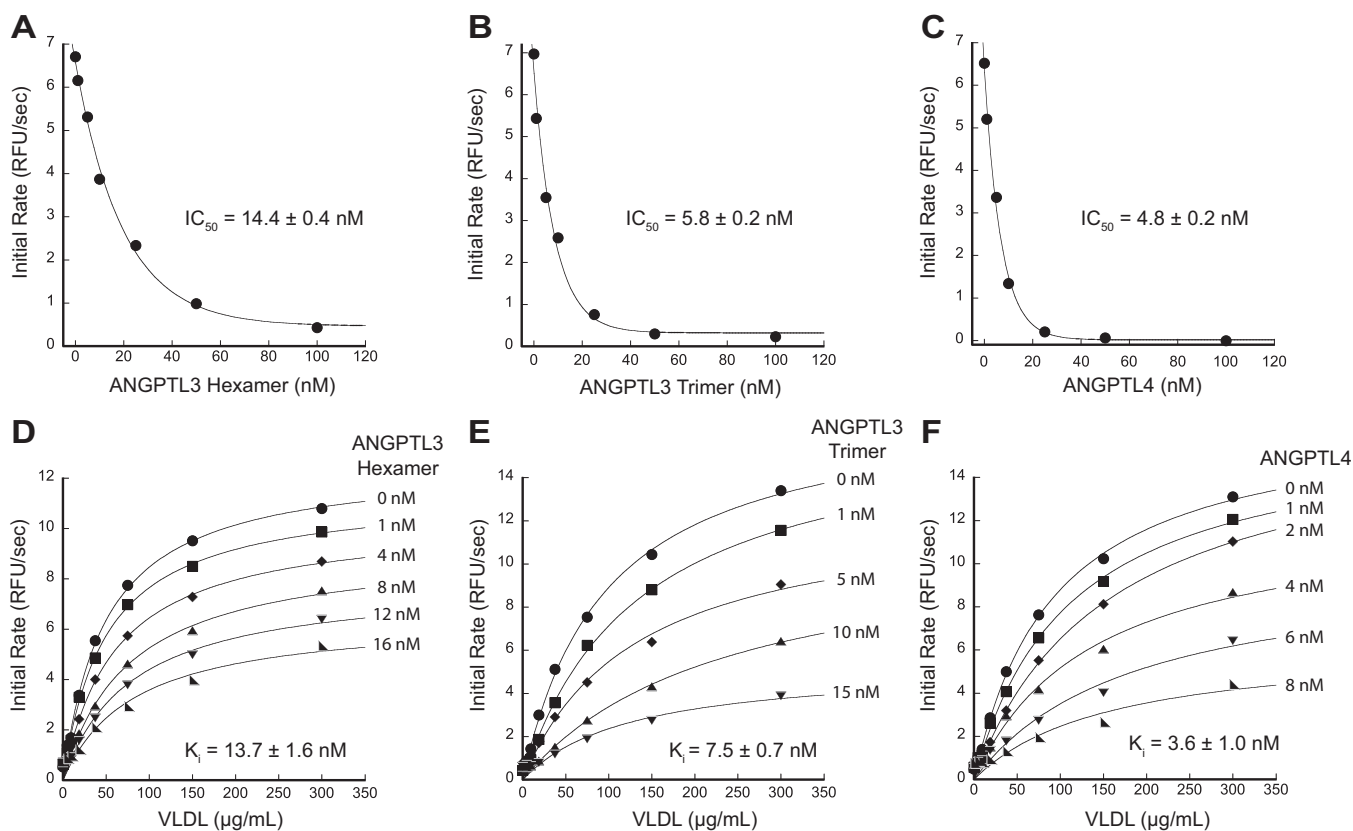 A
Initial Rate (RFU/sec)
7
6
5
4
3
2
1
0
IC50 = 14.4 ± 0.4 nM
0 20 40 60 80 100 120
ANGPTL3 Hexamer (nM)
B
Initial Rate (RFU/sec)
7
6
5
4
3
2
1
0
IC50 = 5.8 ± 0.2 nM
0 20 40 60 80 100 120
ANGPTL3 Trimer (nM)
C
Initial Rate (RFU/sec)
7
6
5
4
3
2
1
0
IC50 = 4.8 ± 0.2 nM
0 20 40 60 80 100 120
ANGPTL4 (nM)
D
ANGPTL3
Hexamer
Initial Rate (RFU/sec)
12
10
8
6
4
2
0
0 nM
1 nM
4 nM
8 nM
12 nM
16 nM
Ki = 13.7 ± 1.6 nM
0 50 100 150 200 250 300 350
VLDL (µg/mL)
E
ANGPTL3
Trimer
Initial Rate (RFU/sec)
14
12
10
8
6
4
2
0
0 nM
1 nM
5 nM
10 nM
15 nM
Ki = 7.5 ± 0.7 nM
0 50 100 150 200 250 300 350
VLDL (µg/mL)
F
ANGPTL4
Initial Rate (RFU/sec)
14
12
10
8
6
4
2
0
0 nM
1 nM
2 nM
4 nM
6 nM
8 nM
Ki = 3.6 ± 1.0 nM
0 50 100 150 200 250 300 350
VLDL (µg/mL)